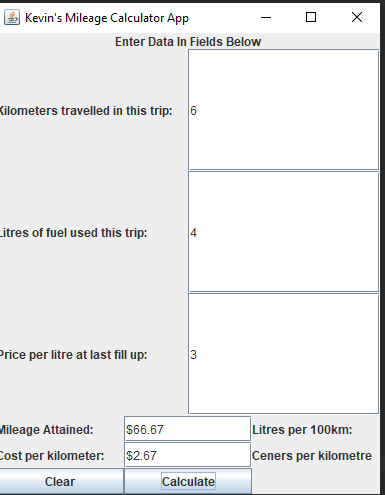 Kevin's Mileage Calculator App
Enter Data In Fields Below
Kilometers travelled in this trip: 6
Litres of fuel used this trip: 4
Price per litre at last fill up: 3
Mileage Attained: $66.67 Litres per 100km:
Cost per kilometer: $2.67 Ceners per kilometre
Clear Calculate